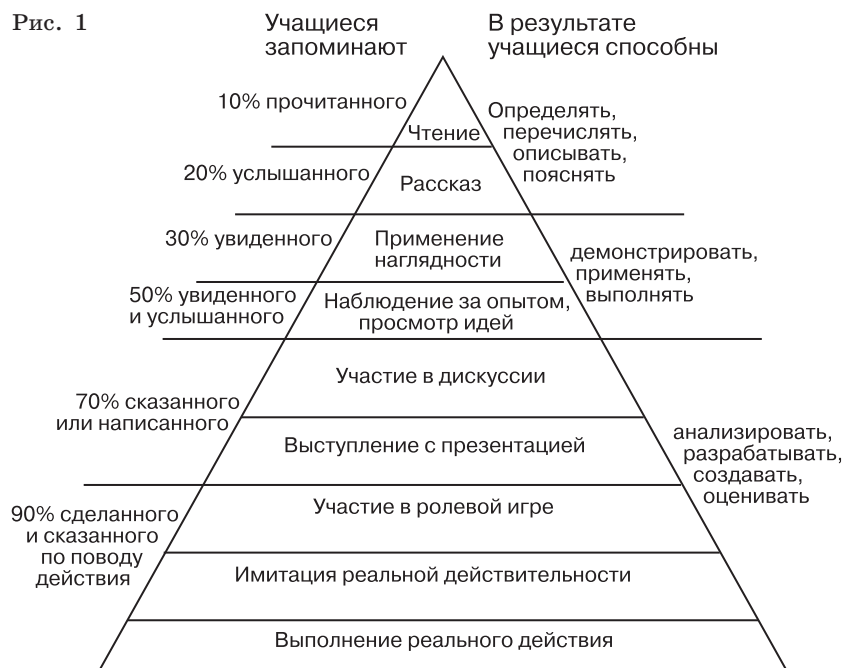 Рис. 1
Учащиеся
запоминают
В результате
учащиеся способны
10% прочитанного
Чтение
Определять,
перечислять,
описывать,
пояснять
20% услышанного
Рассказ
30% увиденного
Применение
наглядности
демонстрировать,
применять,
выполнять
50% увиденного
и услышанного
Наблюдение за опытом,
просмотр идей
Участие в дискуссии
70% сказанного
или написанного
Выступление с презентацией
анализировать,
разрабатывать,
создавать,
оценивать
90% сделанного
и сказанного
по поводу
действия
Участие в ролевой игре
Имитация реальной действительности
Выполнение реального действия